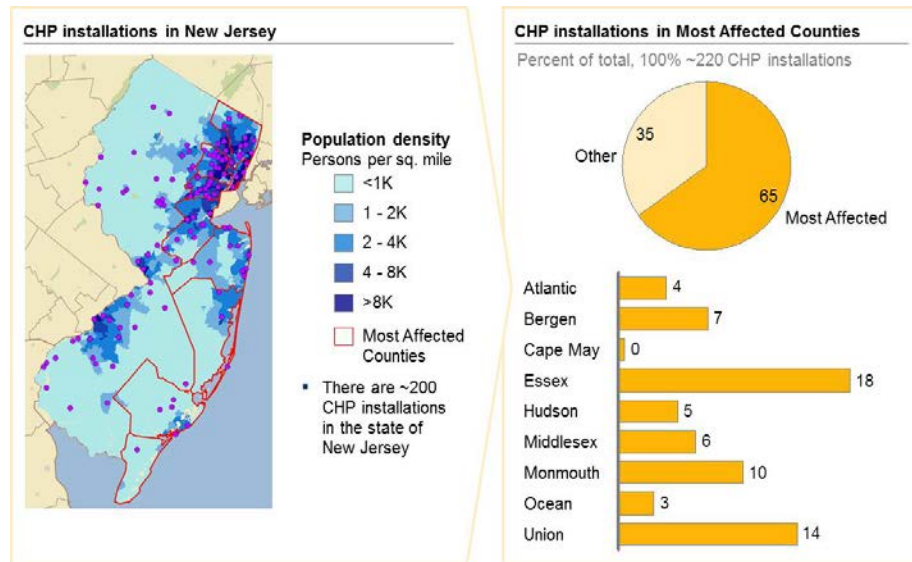 CHP installations in New Jersey
Population density
Persons per sq. mile
<1K
1 - 2K
2 - 4K
4 - 8K
>8K
Most Affected
Counties
▪ There are ~200
CHP installations
in the state of
New Jersey
CHP installations in Most Affected Counties
Percent of total, 100% ~220 CHP installations
35
Other
65
Most Affected
Atlantic 4
Bergen 7
Cape May 0
Essex 18
Hudson 5
Middlesex 6
Monmouth 10
Ocean 3
Union 14